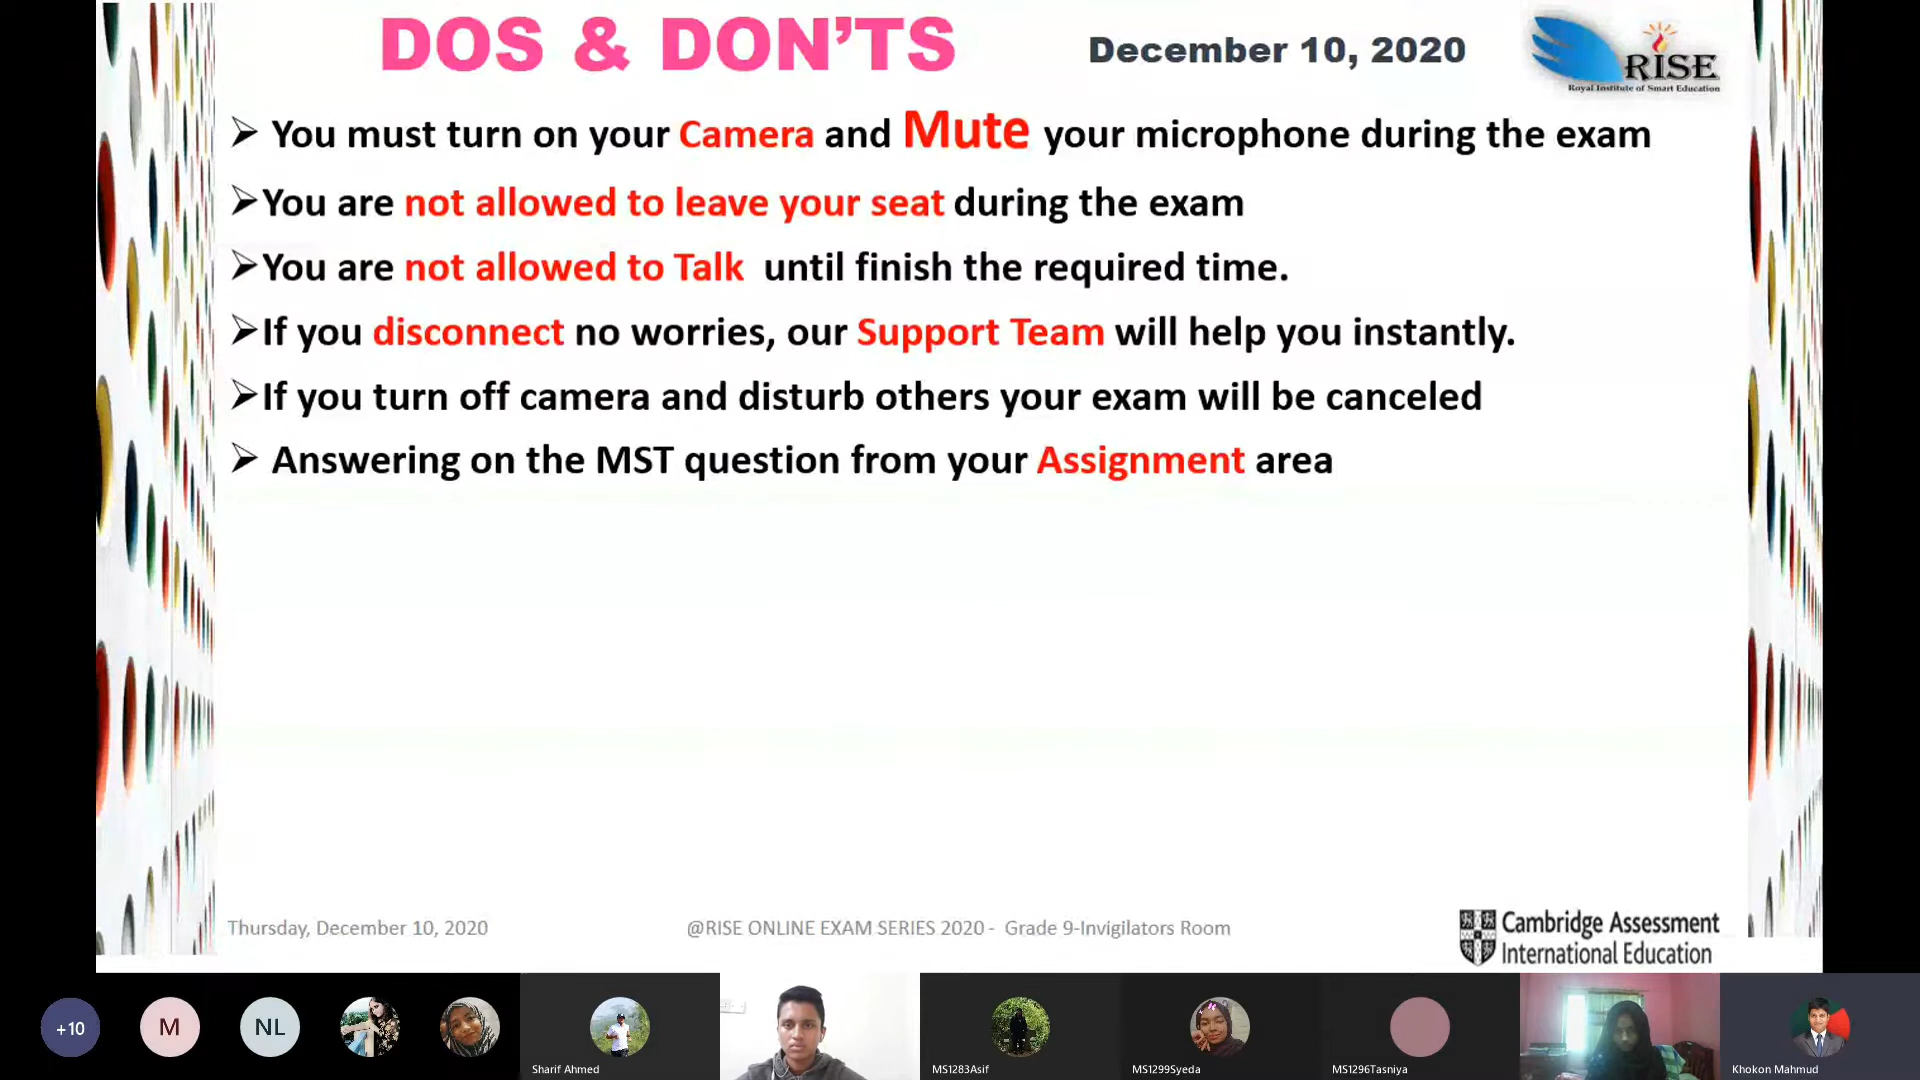 DOS & DON'TS
December 10, 2020
RISE
Royal Institute of Smart Education
➢ You must turn on your Camera and Mute your microphone during the exam
➢You are not allowed to leave your seat during the exam
➢You are not allowed to Talk until finish the required time.
➢If you disconnect no worries, our Support Team will help you instantly.
➢If you turn off camera and disturb others your exam will be canceled
➢ Answering on the MST question from your Assignment area
Thursday, December 10, 2020
@RISE ONLINE EXAM SERIES 2020 - Grade 9-Invigilators Room
Cambridge Assessment
International Education
+10
M
NL
Sharif Ahmed
MS1283Asif
MS1299Syeda
MS1296Tasniya
Khokon Mahmud